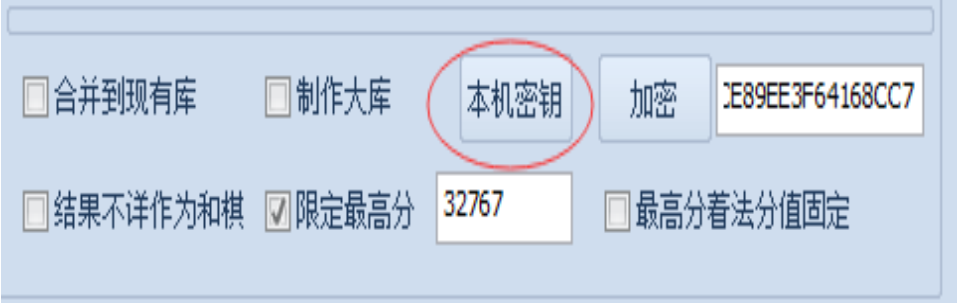 合并到现有库 制作大库 本机密钥 加密 CE89EE3F64168CC7
结果不详作为和棋 限定最高分 32767 最高分着法分值固定